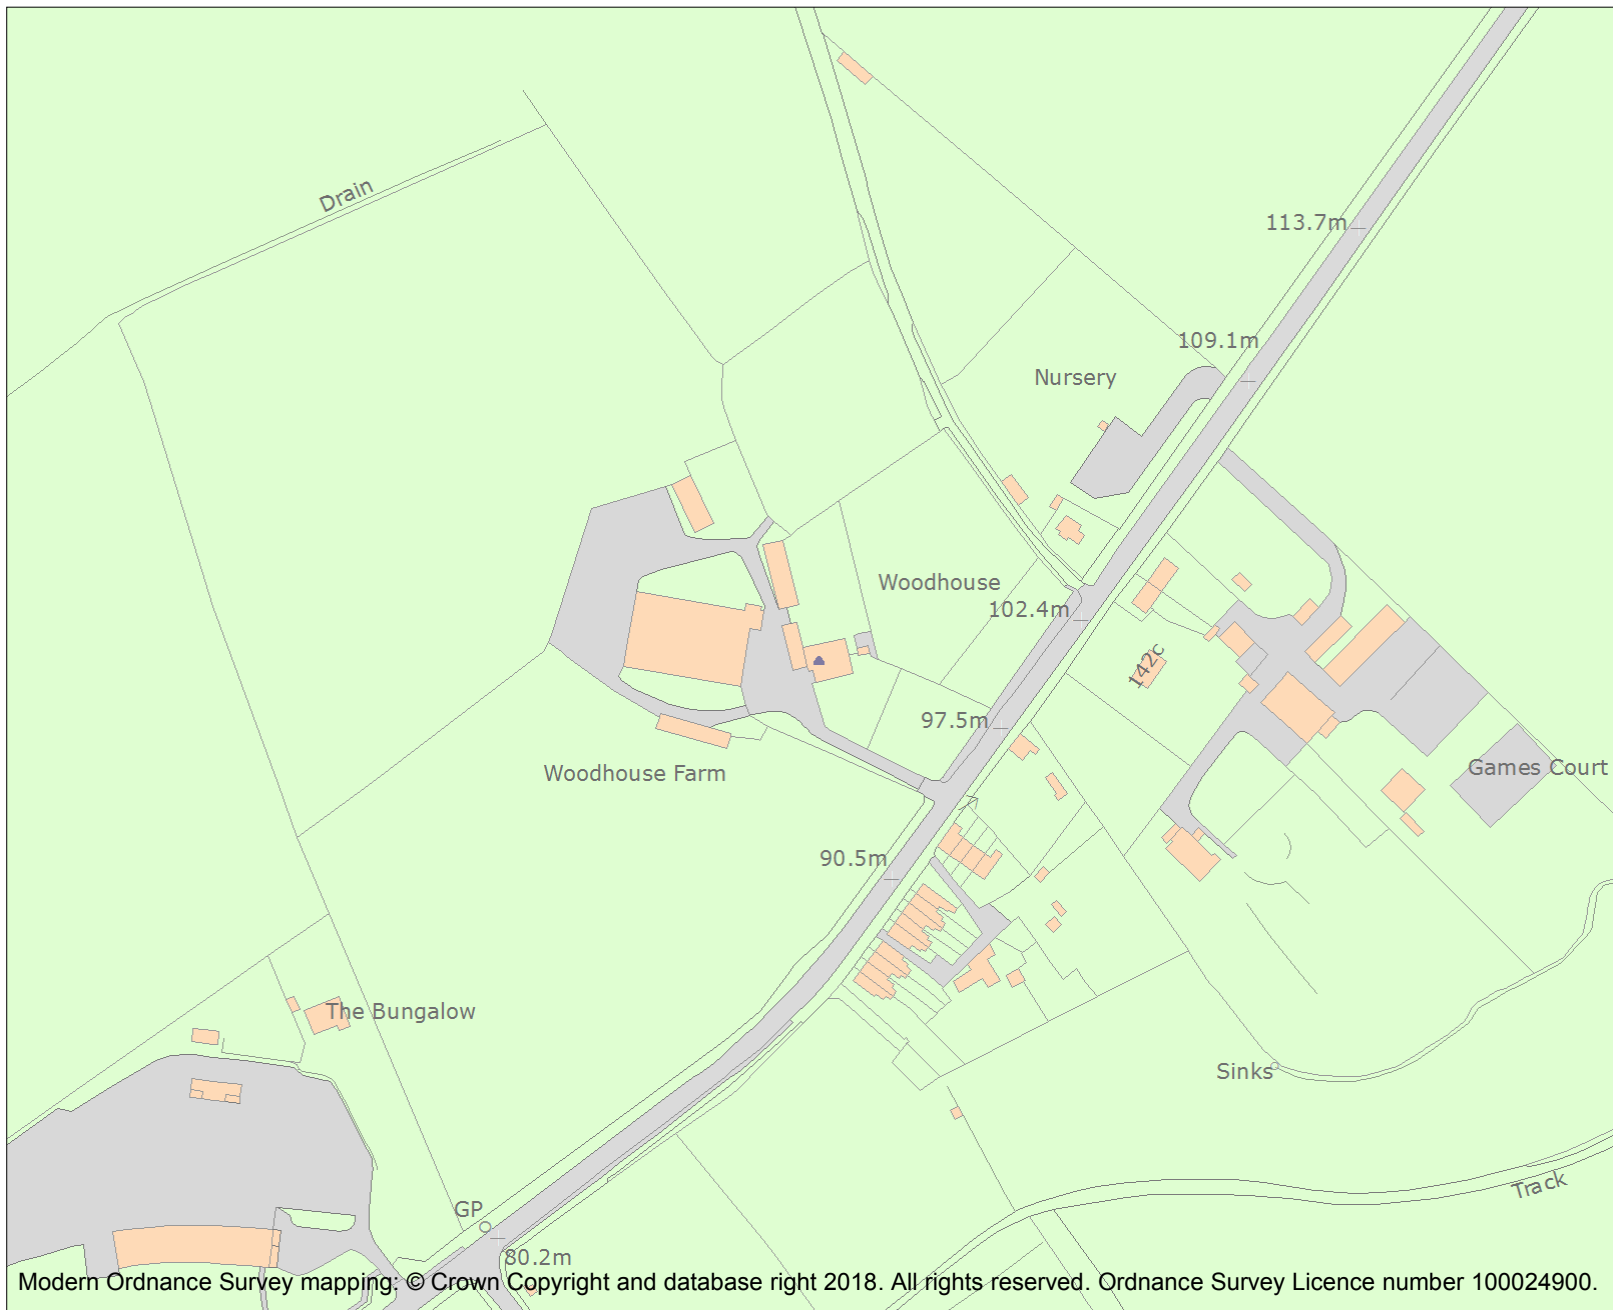 Drain
113.7m
109.1m
Nursery
Woodhouse
102.4m
142c
97.5m
Woodhouse Farm
Games Court
90.5m
The Bungalow
Sinks
Track
GP
80.2m
Modern Ordnance Survey mapping: © Crown Copyright and database right 2018. All rights reserved. Ordnance Survey Licence number 100024900.